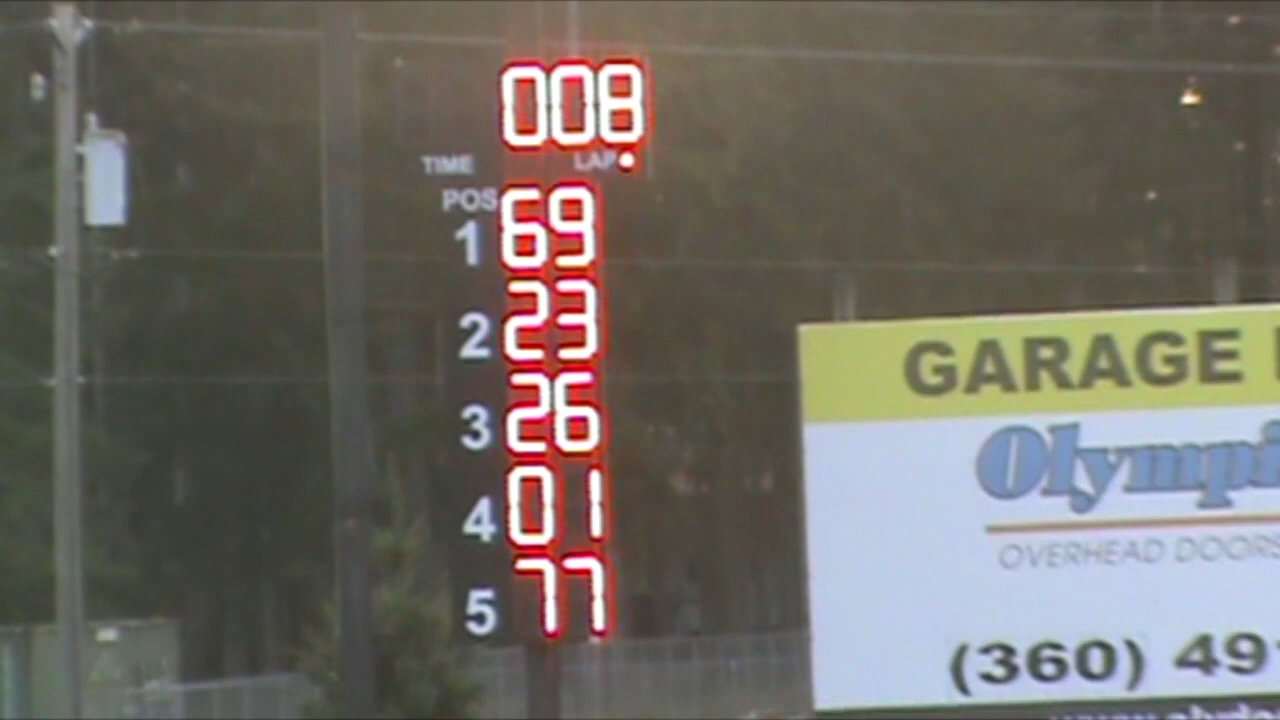 008
TIME LAP
POS
1 69
2 23
3 26
4 01
5 77
GARAGE
Olympi
OVERHEAD DOORS
(360) 49